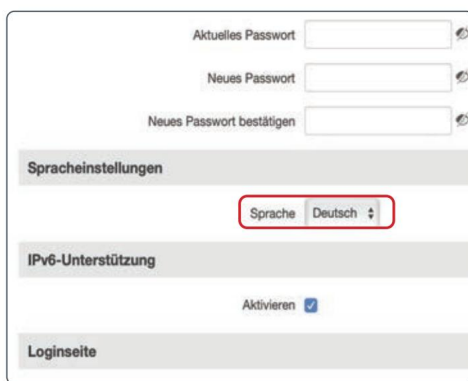 Aktuelles Passwort
Neues Passwort
Neues Passwort bestätigen
Spracheinstellungen
Sprache Deutsch
IPv6-Unterstützung
Aktivieren
Loginseite